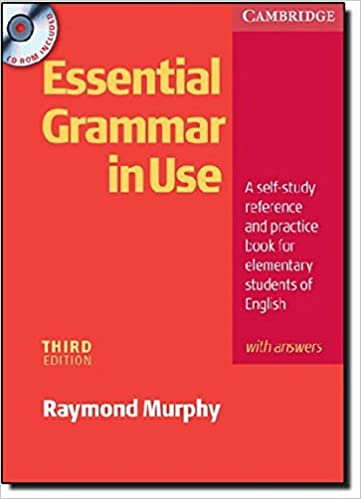 CAMBRIDGE
CD-ROM INCLUDED
Essential
Grammar
in Use
A self-study
reference
and practice
book for
elementary
students of
English
with answers
THIRD
EDITION
Raymond Murphy